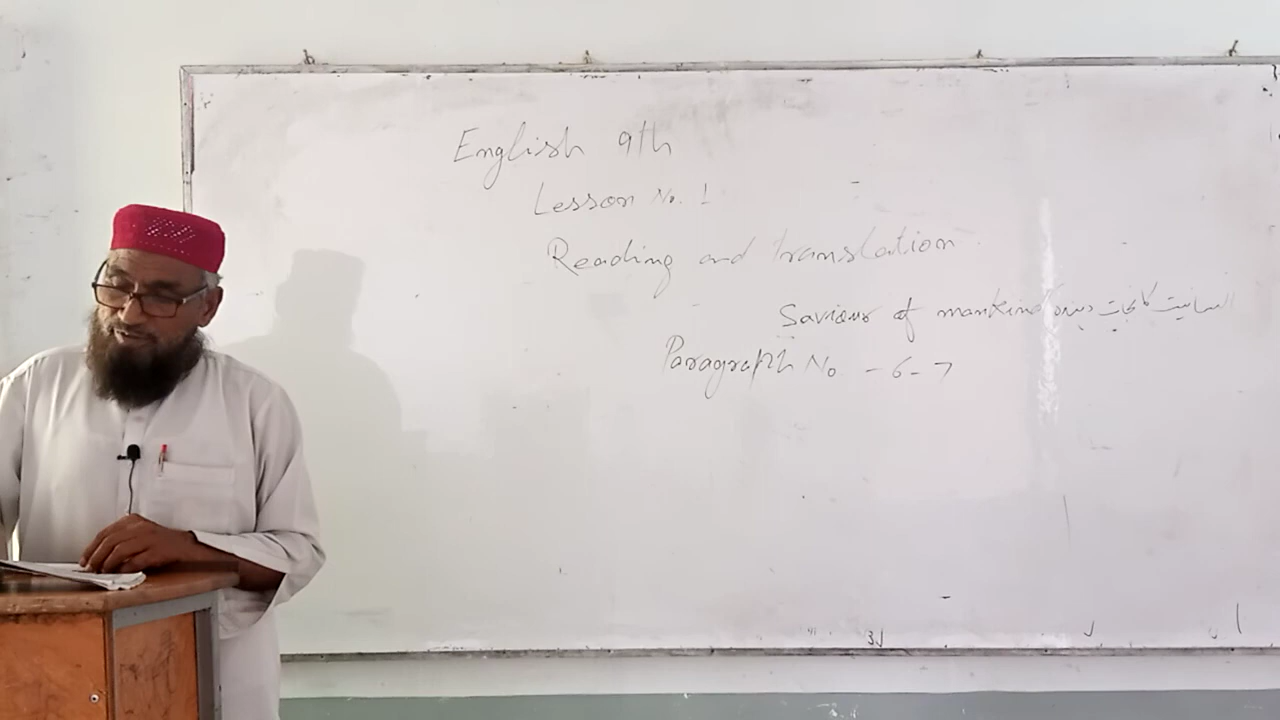 English 9th
Lesson No. 1
Reading and translation
Saviour of mankind انسانیت کا نجات دہندہ
Paragraph No. - 6 - 7